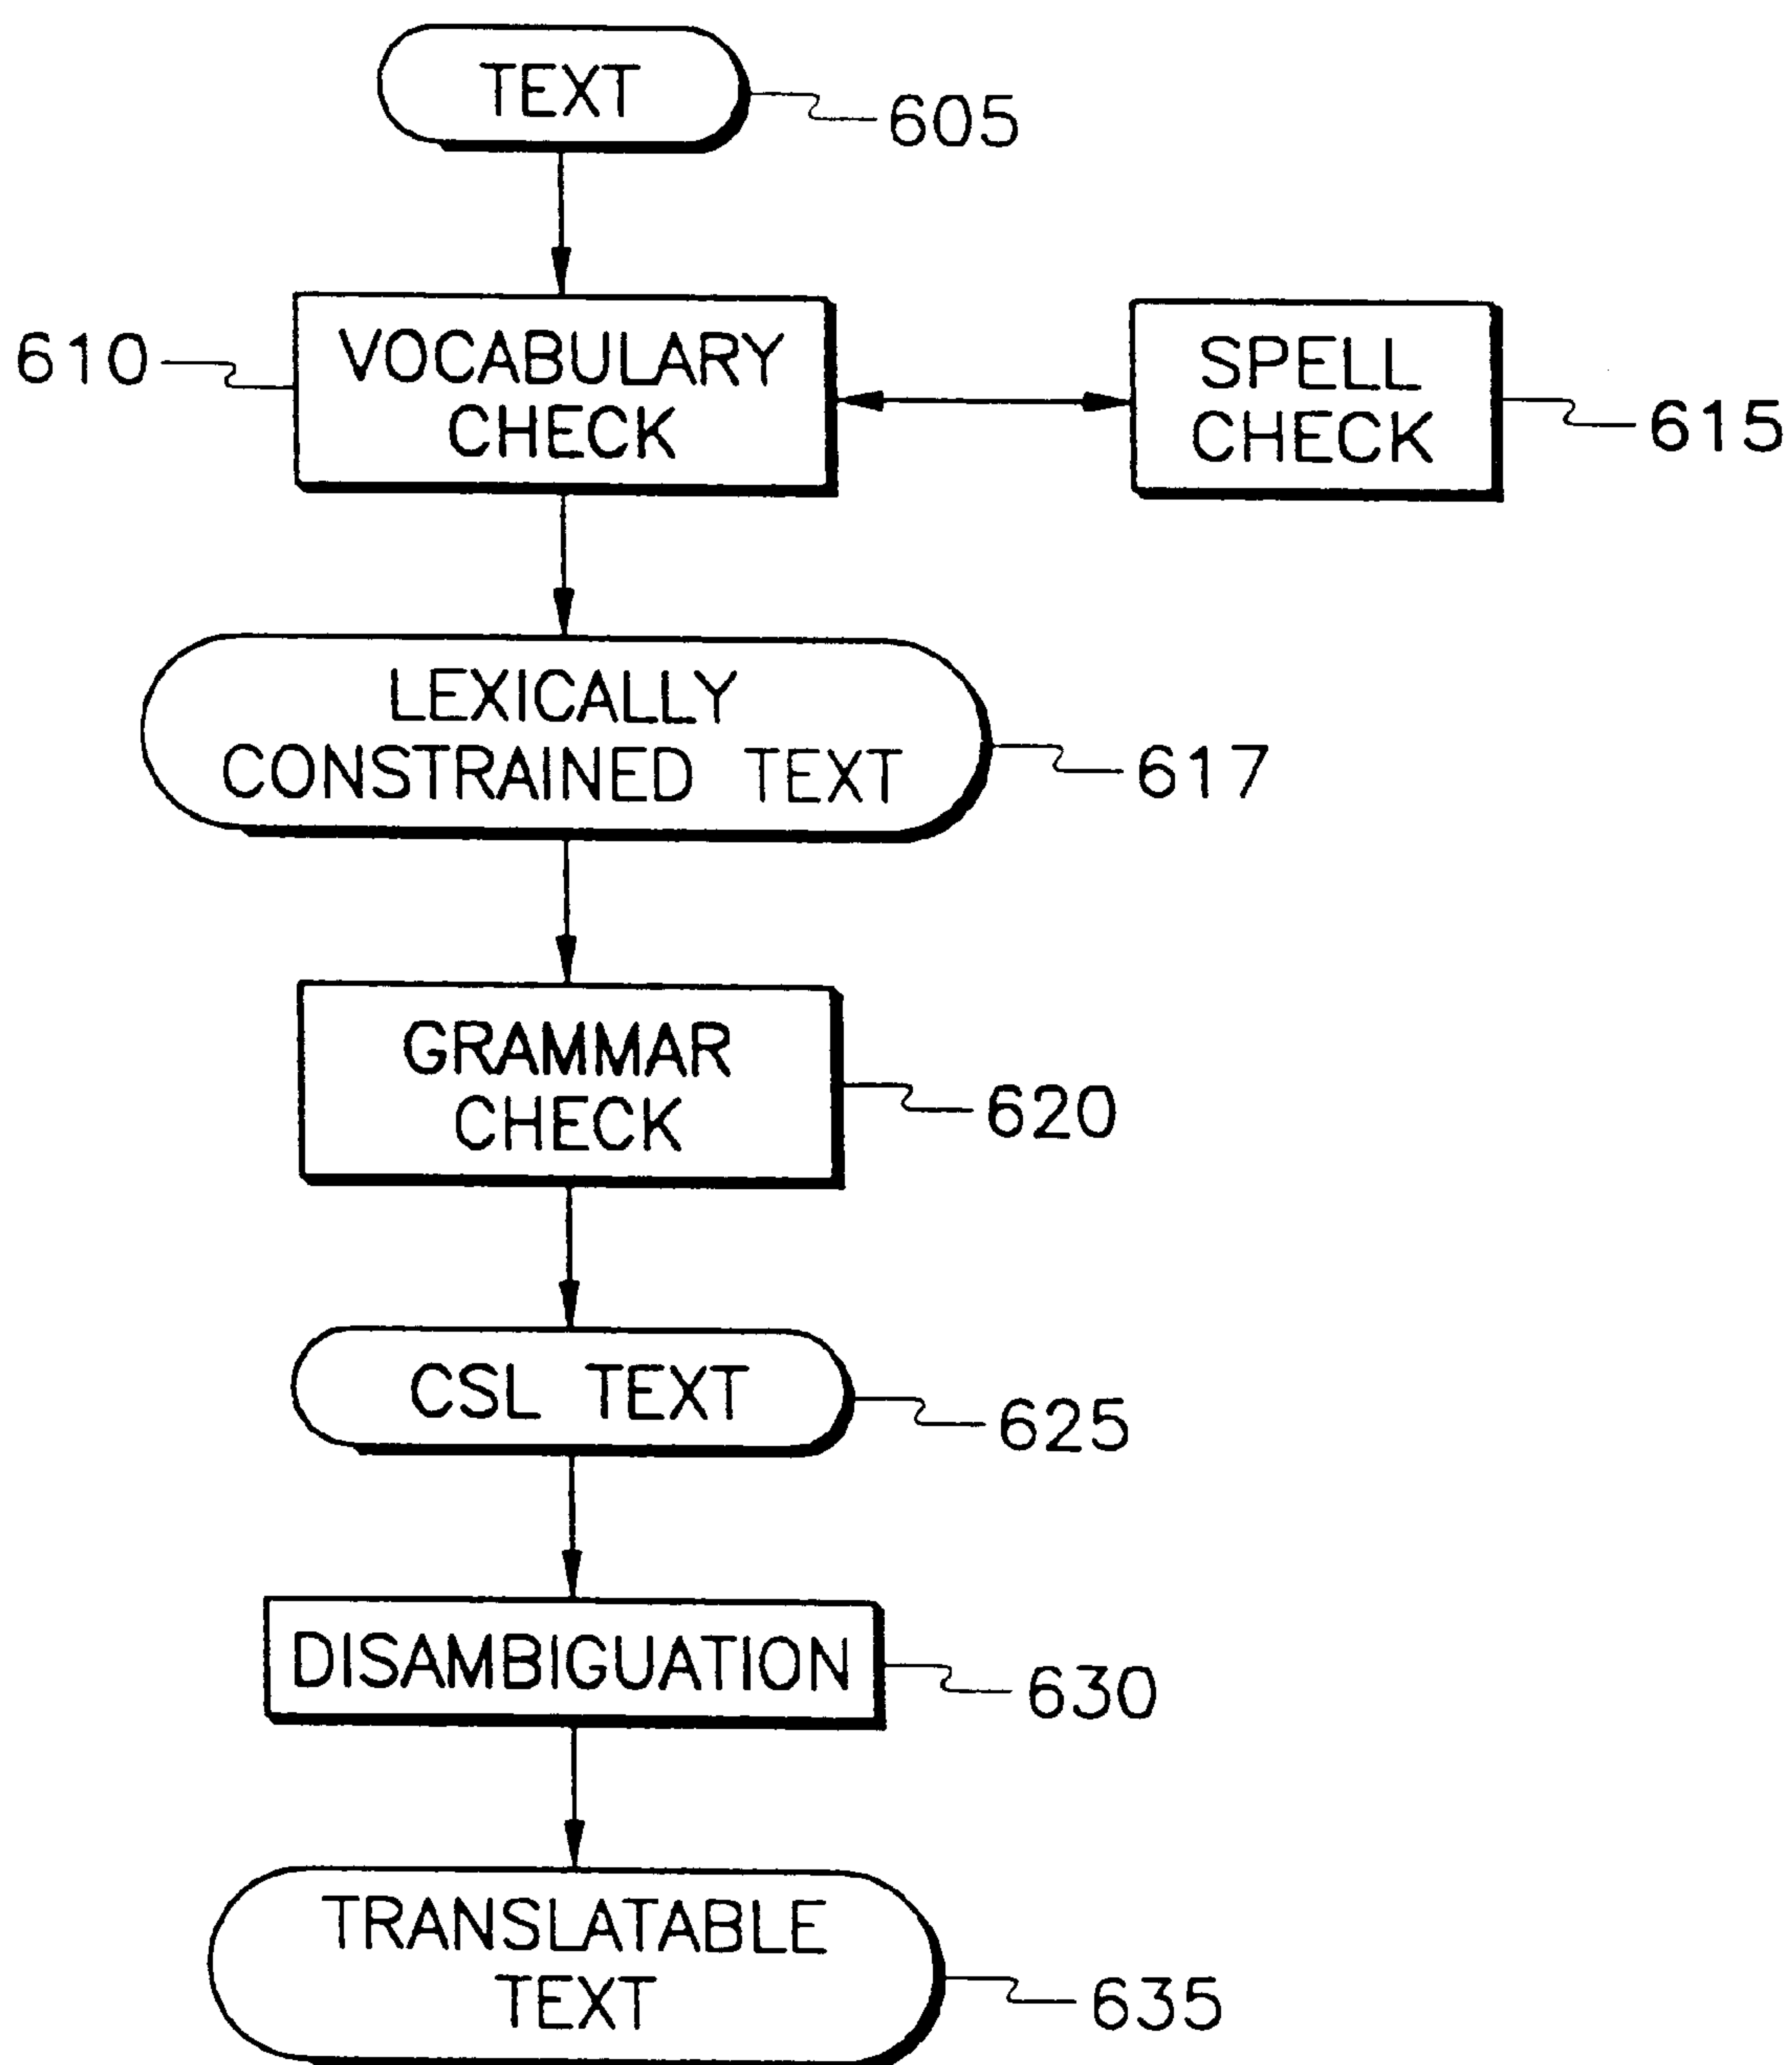 TEXT
605
610
VOCABULARY
CHECK
SPELL
CHECK
615
LEXICALLY
CONSTRAINED TEXT
617
GRAMMAR
CHECK
620
CSL TEXT
625
DISAMBIGUATION
630
TRANSLATABLE
TEXT
635